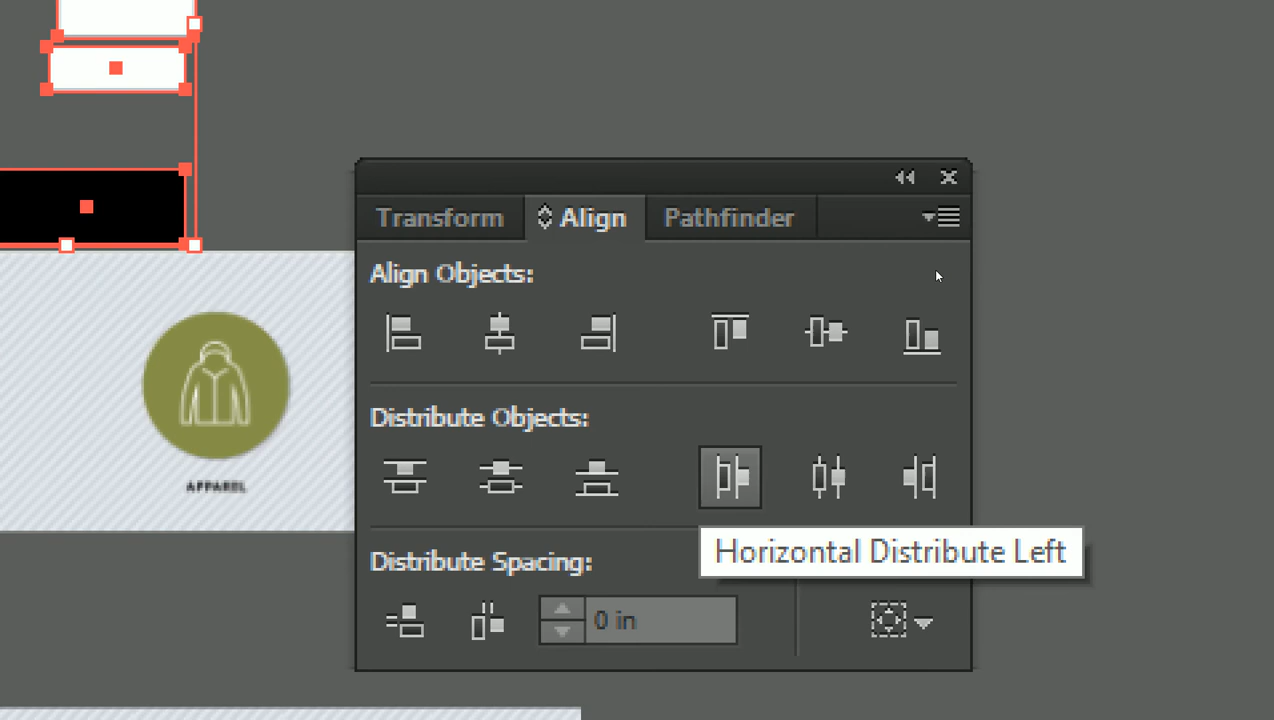 Transform
Align
Pathfinder
Align Objects:
APPAREL
Distribute Objects:
Horizontal Distribute Left
Distribute Spacing:
0 in